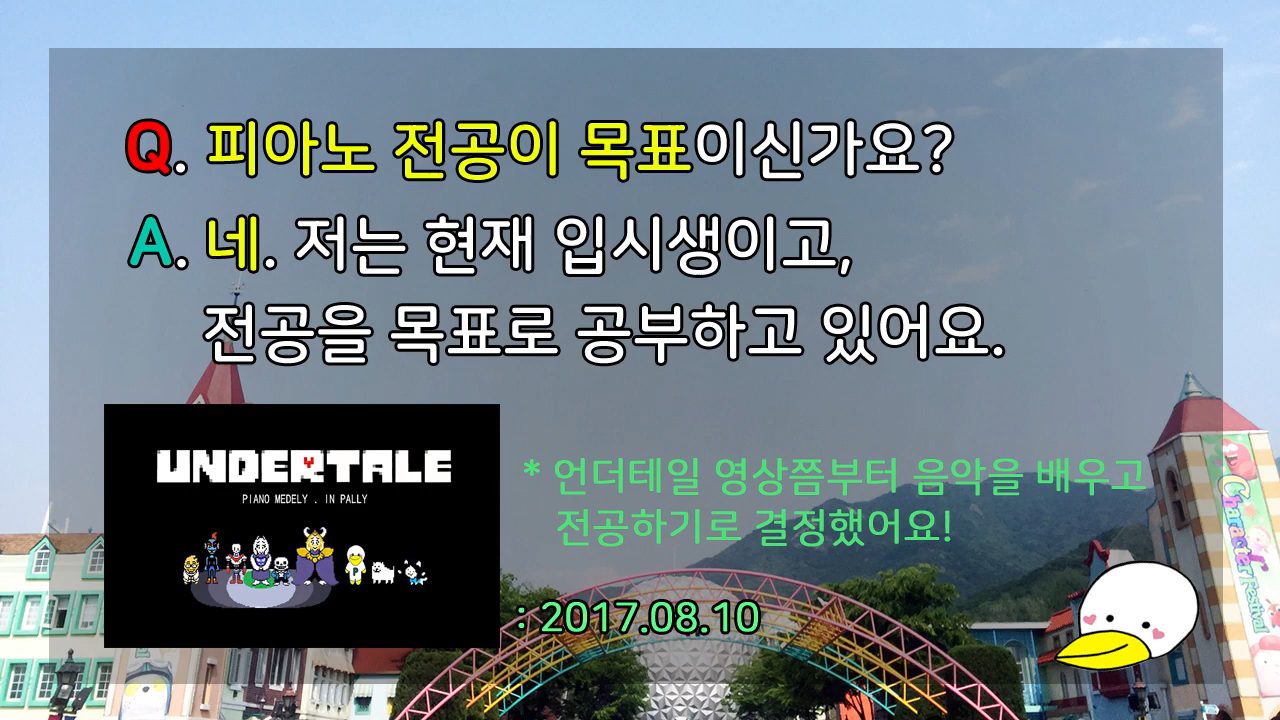 Q. 피아노 전공이 목표이신가요?
A. 네. 저는 현재 입시생이고,
전공을 목표로 공부하고 있어요.
UNDERTALE
PIANO MEDELY . IN PALLY
* 언더테일 영상쯤부터 음악을 배우고
전공하기로 결정했어요!
: 2017.08.10
Character
Festival